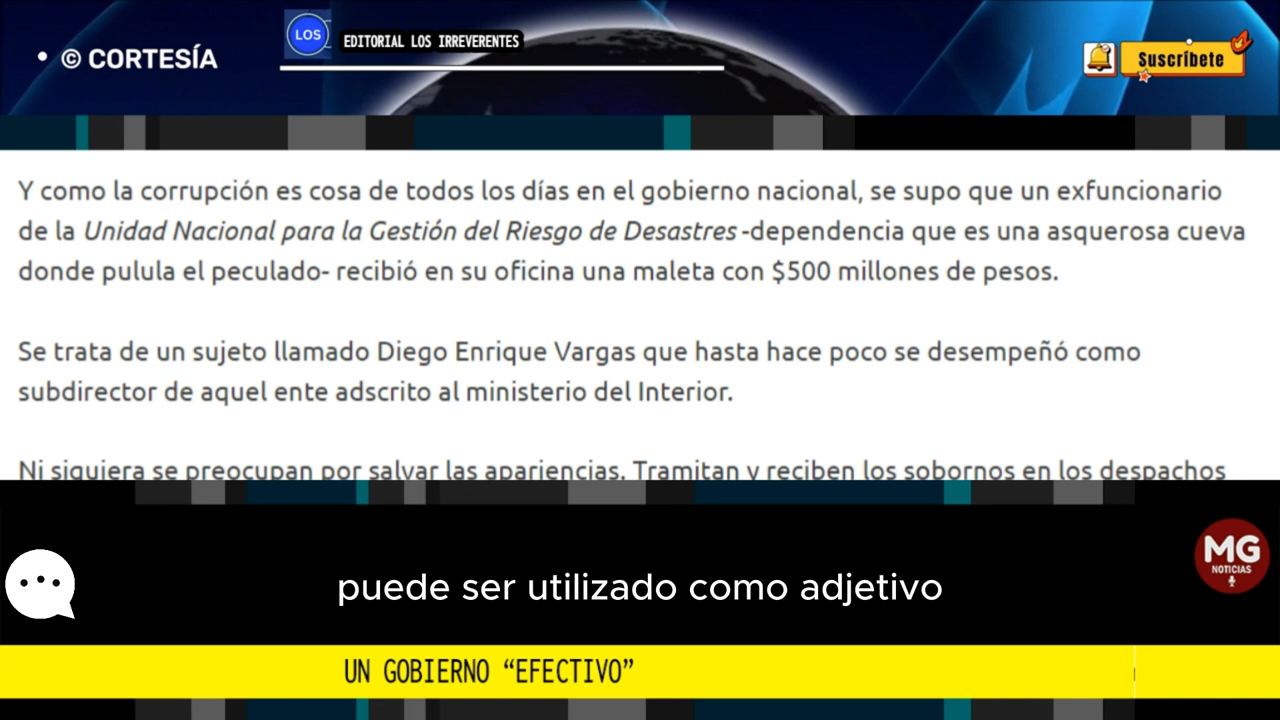 • © CORTESÍA
LOS
EDITORIAL LOS IRREVERENTES
Suscríbete
Y como la corrupción es cosa de todos los días en el gobierno nacional, se supo que un exfuncionario
de la Unidad Nacional para la Gestión del Riesgo de Desastres -dependencia que es una asquerosa cueva
donde pulula el peculado- recibió en su oficina una maleta con $500 millones de pesos.
Se trata de un sujeto llamado Diego Enrique Vargas que hasta hace poco se desempeñó como
subdirector de aquel ente adscrito al ministerio del Interior.
Ni siquiera se preocupan por salvar las apariencias. Tramitan y reciben los sobornos en los despachos
MG
NOTICIAS
puede ser utilizado como adjetivo
UN GOBIERNO “EFECTIVO”